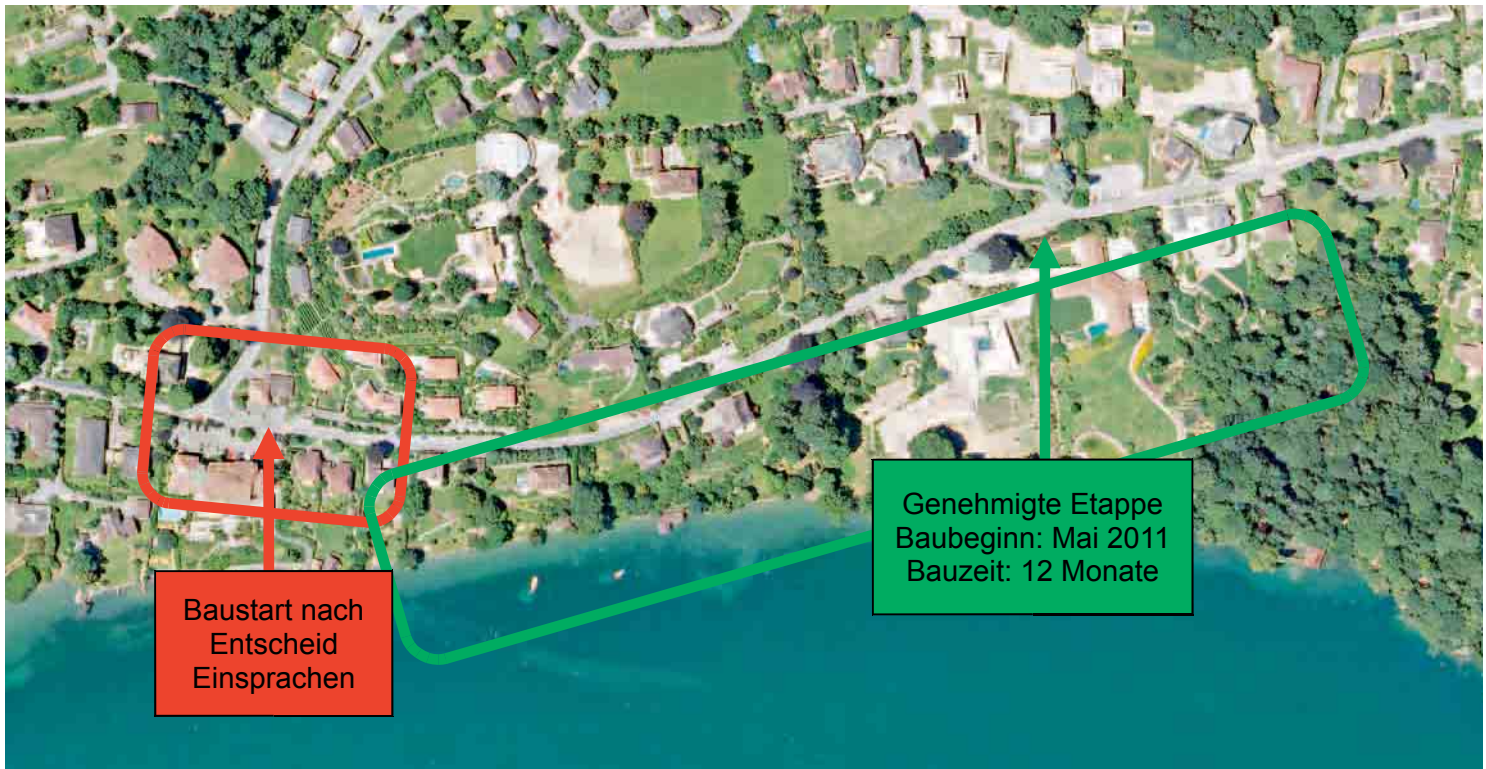 Genehmigte Etappe
Baubeginn: Mai 2011
Bauzeit: 12 Monate
Baustart nach
Entscheid
Einsprachen